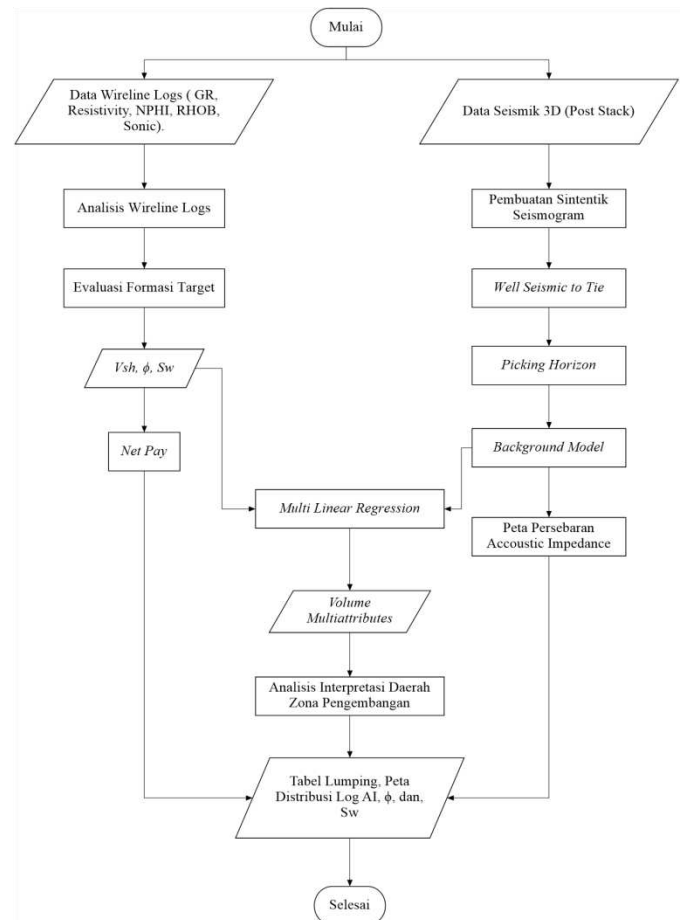 Mulai
Data Wireline Logs ( GR,
Resistivity, NPHI, RHOB,
Sonic).
Data Seismik 3D (Post Stack)
Analisis Wireline Logs
Pembuatan Sintentik
Seismogram
Evaluasi Formasi Target
Well Seismic to Tie
Vsh, ϕ, Sw
Picking Horizon
Net Pay
Background Model
Multi Linear Regression
Peta Persebaran
Accoustic Impedance
Volume
Multiattributes
Analisis Interpretasi Daerah
Zona Pengembangan
Tabel Lumping, Peta
Distribusi Log AI, ϕ, dan,
Sw
Selesai